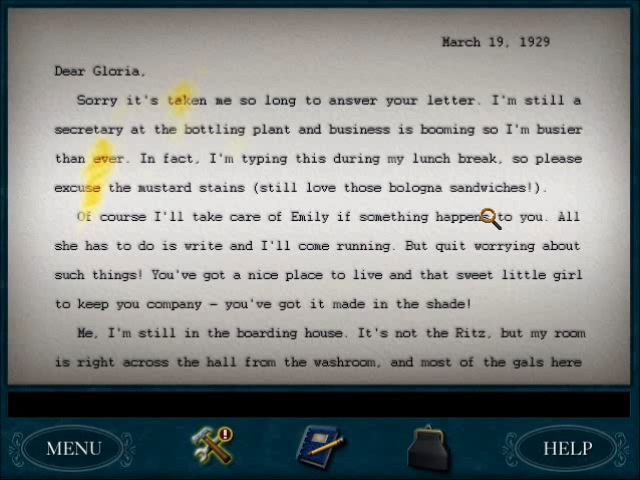 March 19, 1929
Dear Gloria,
Sorry it's taken me so long to answer your letter. I'm still a
secretary at the bottling plant and business is booming so I'm busier
than ever. In fact, I'm typing this during my lunch break, so please
excuse the mustard stains (still love those bologna sandwiches!).
Of course I'll take care of Emily if something happens to you. All
she has to do is write and I'll come running. But quit worrying about
such things! You've got a nice place to live and that sweet little girl
to keep you company – you've got it made in the shade!
Me, I'm still in the boarding house. It's not the Ritz, but my room
is right across the hall from the washroom, and most of the gals here
MENU
HELP